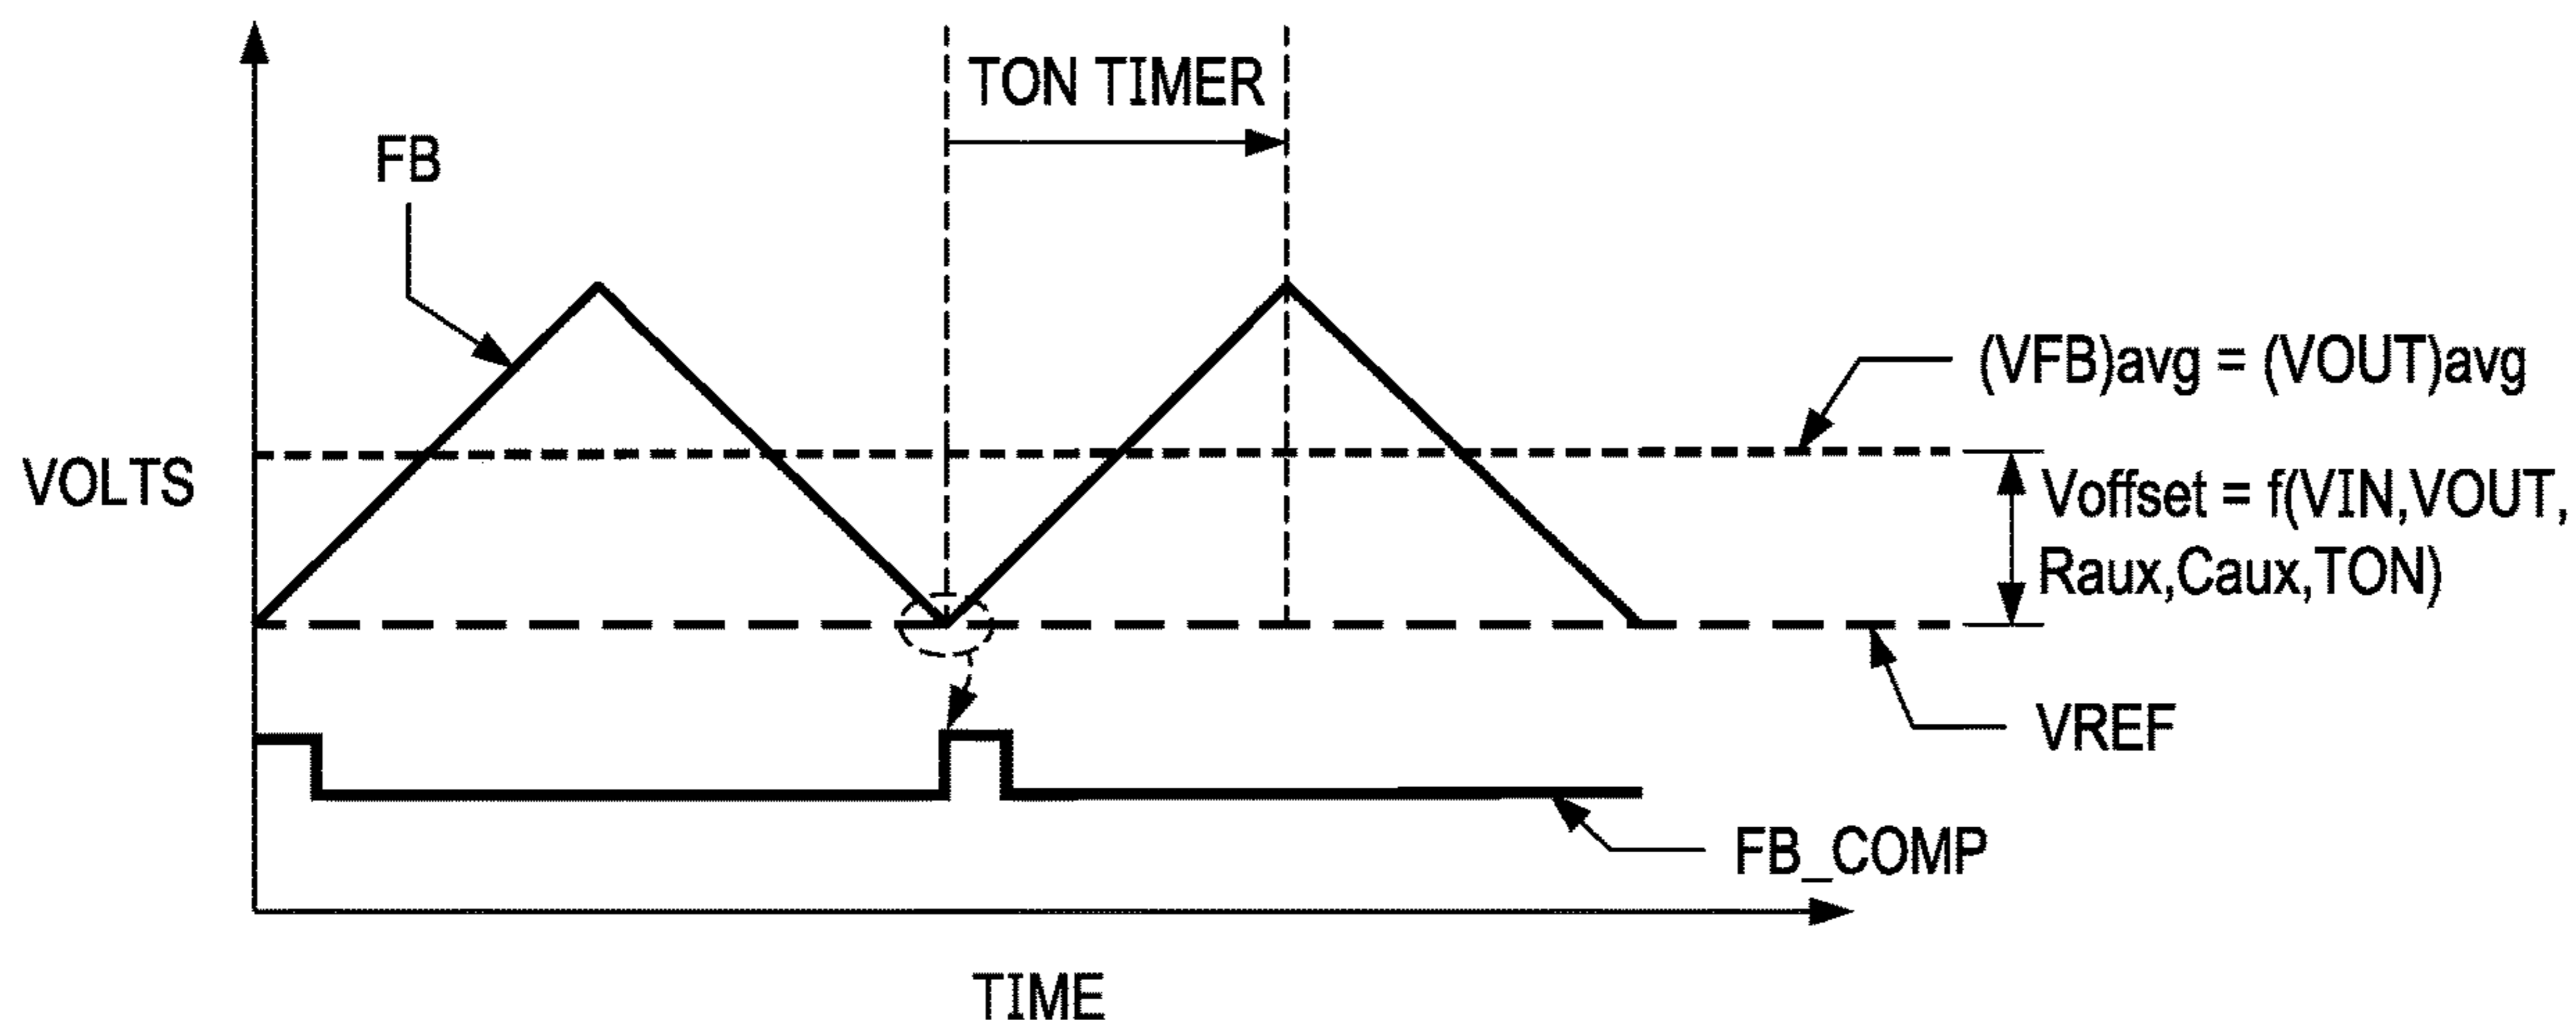 TON TIMER
FB
(VFB)avg = (VOUT)avg
VOLTS
Voffset = f(VIN,VOUT,
Raux,Caux,TON)
VREF
FB_COMP
TIME